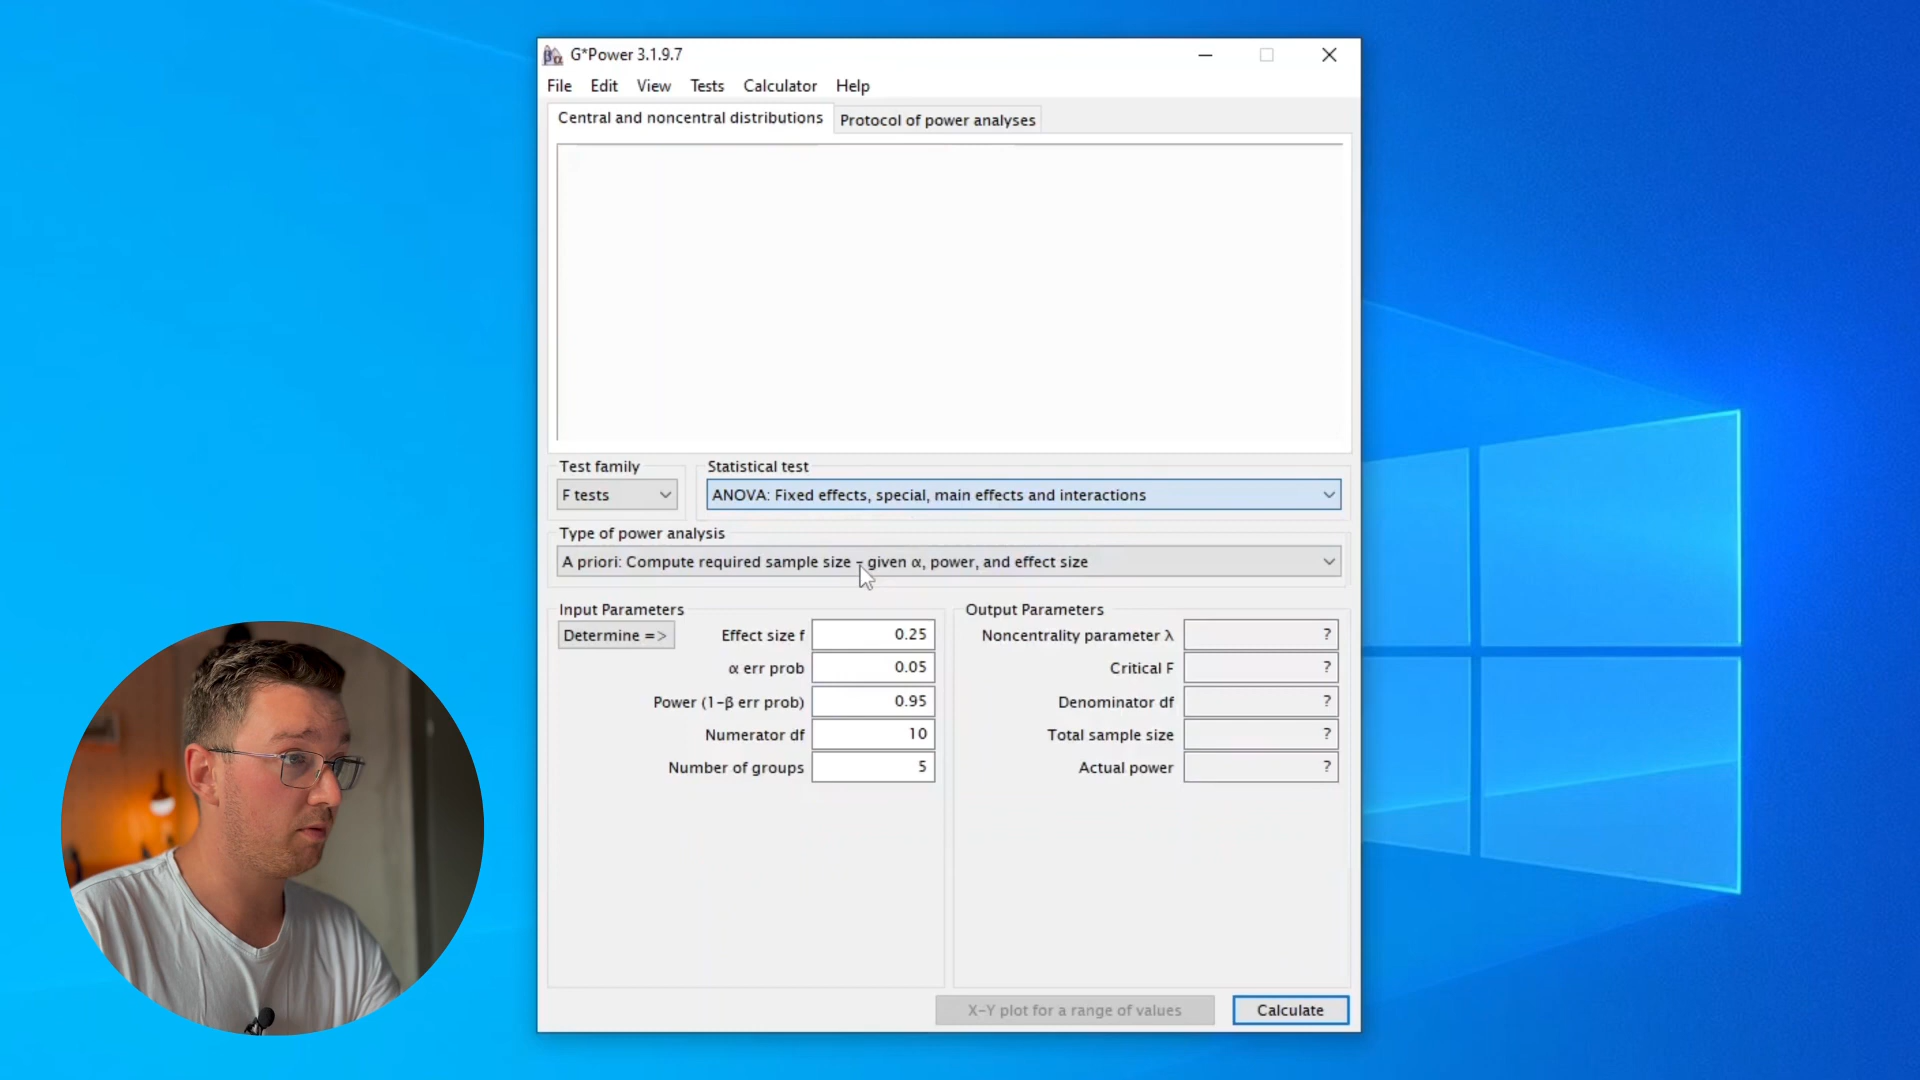 G*Power 3.1.9.7
File Edit View Tests Calculator Help
Central and noncentral distributions Protocol of power analyses
Test family Statistical test
F tests ANOVA: Fixed effects, special, main effects and interactions
Type of power analysis
A priori: Compute required sample size – given α, power, and effect size
Input Parameters Output Parameters
Determine => Effect size f 0.25 Noncentrality parameter λ ?
α err prob 0.05 Critical F ?
Power (1–β err prob) 0.95 Denominator df ?
Numerator df 10 Total sample size ?
Number of groups 5 Actual power ?
X–Y plot for a range of values Calculate